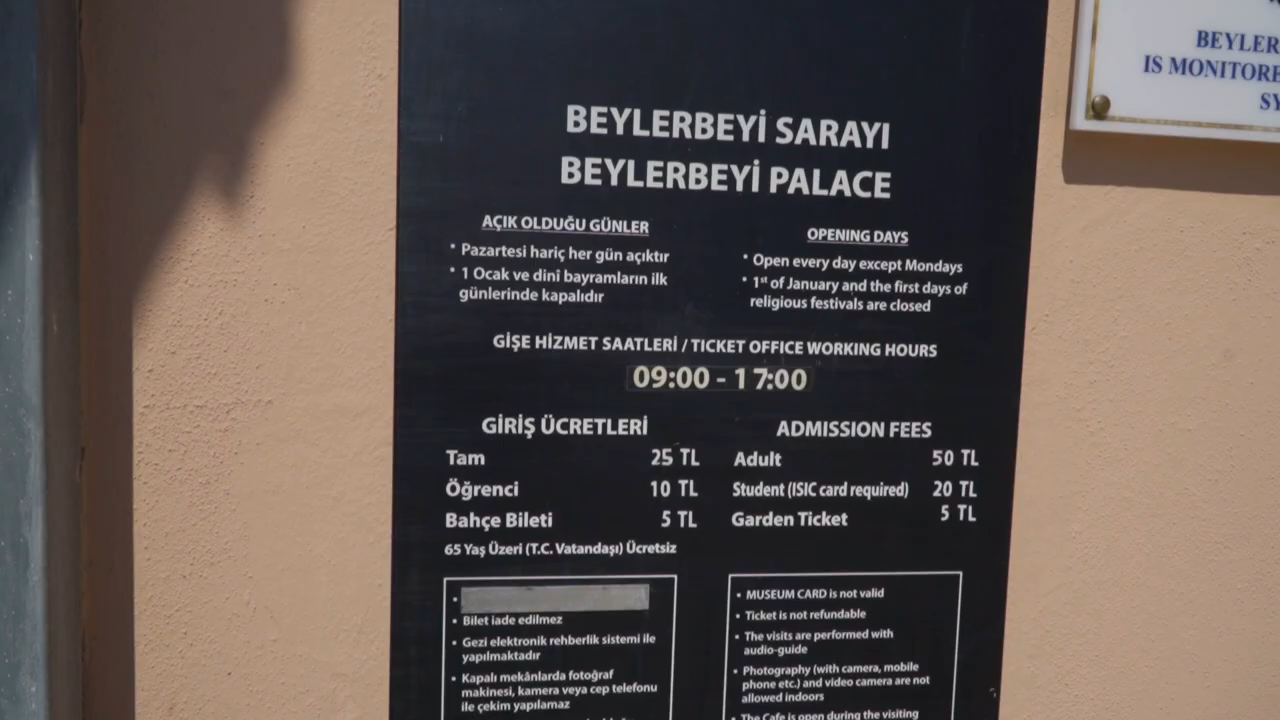 BEYLERBEYİ SARAYI
BEYLERBEYİ PALACE
AÇIK OLDUĞU GÜNLER
• Pazartesi hariç her gün açıktır
• 1 Ocak ve dinî bayramların ilk
günlerinde kapalıdır
OPENING DAYS
• Open every day except Mondays
• 1st of January and the first days of
religious festivals are closed
GİŞE HİZMET SAATLERİ / TICKET OFFICE WORKING HOURS
09:00 - 17:00
GİRİŞ ÜCRETLERİ
Tam 25 TL
Öğrenci 10 TL
Bahçe Bileti 5 TL
65 Yaş Üzeri (T.C. Vatandaşı) Ücretsiz
ADMISSION FEES
Adult 50 TL
Student (ISIC card required) 20 TL
Garden Ticket 5 TL
• Bilet iade edilmez
• Gezi elektronik rehberlik sistemi ile
yapılmaktadır
• Kapalı mekânlarda fotoğraf
makinesi, kamera veya cep telefonu
ile çekim yapılamaz
• MUSEUM CARD is not valid
• Ticket is not refundable
• The visits are performed with
audio-guide
• Photography (with camera, mobile
phone etc.) and video camera are not
allowed indoors
• The Cafe is open during the visiting
BEYLER
IS MONITORE
SY